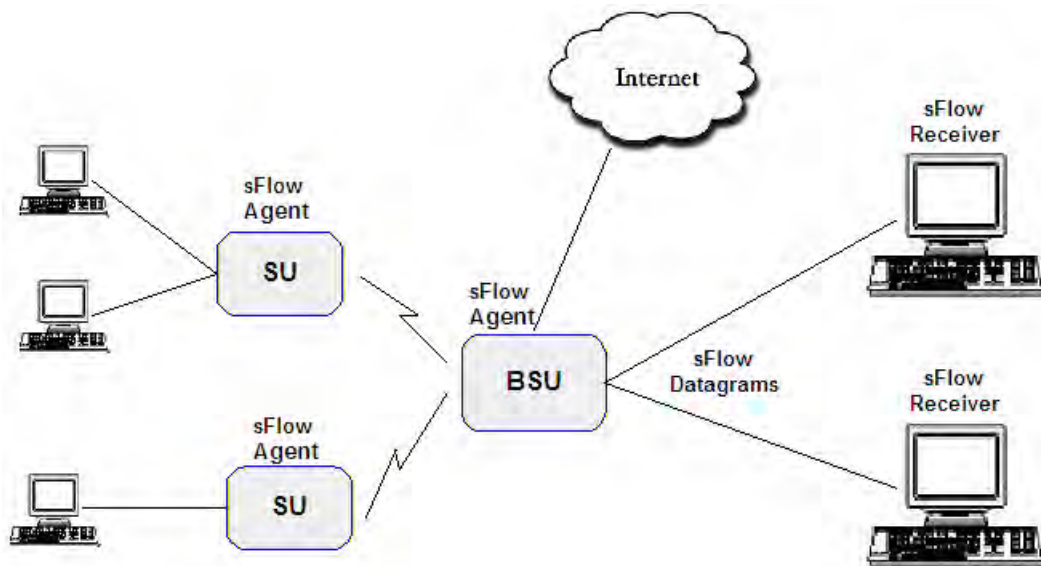 Internet
sFlow
Receiver
sFlow
Agent
SU
sFlow
Agent
BSU
sFlow
Datagrams
sFlow
Receiver
sFlow
Agent
SU